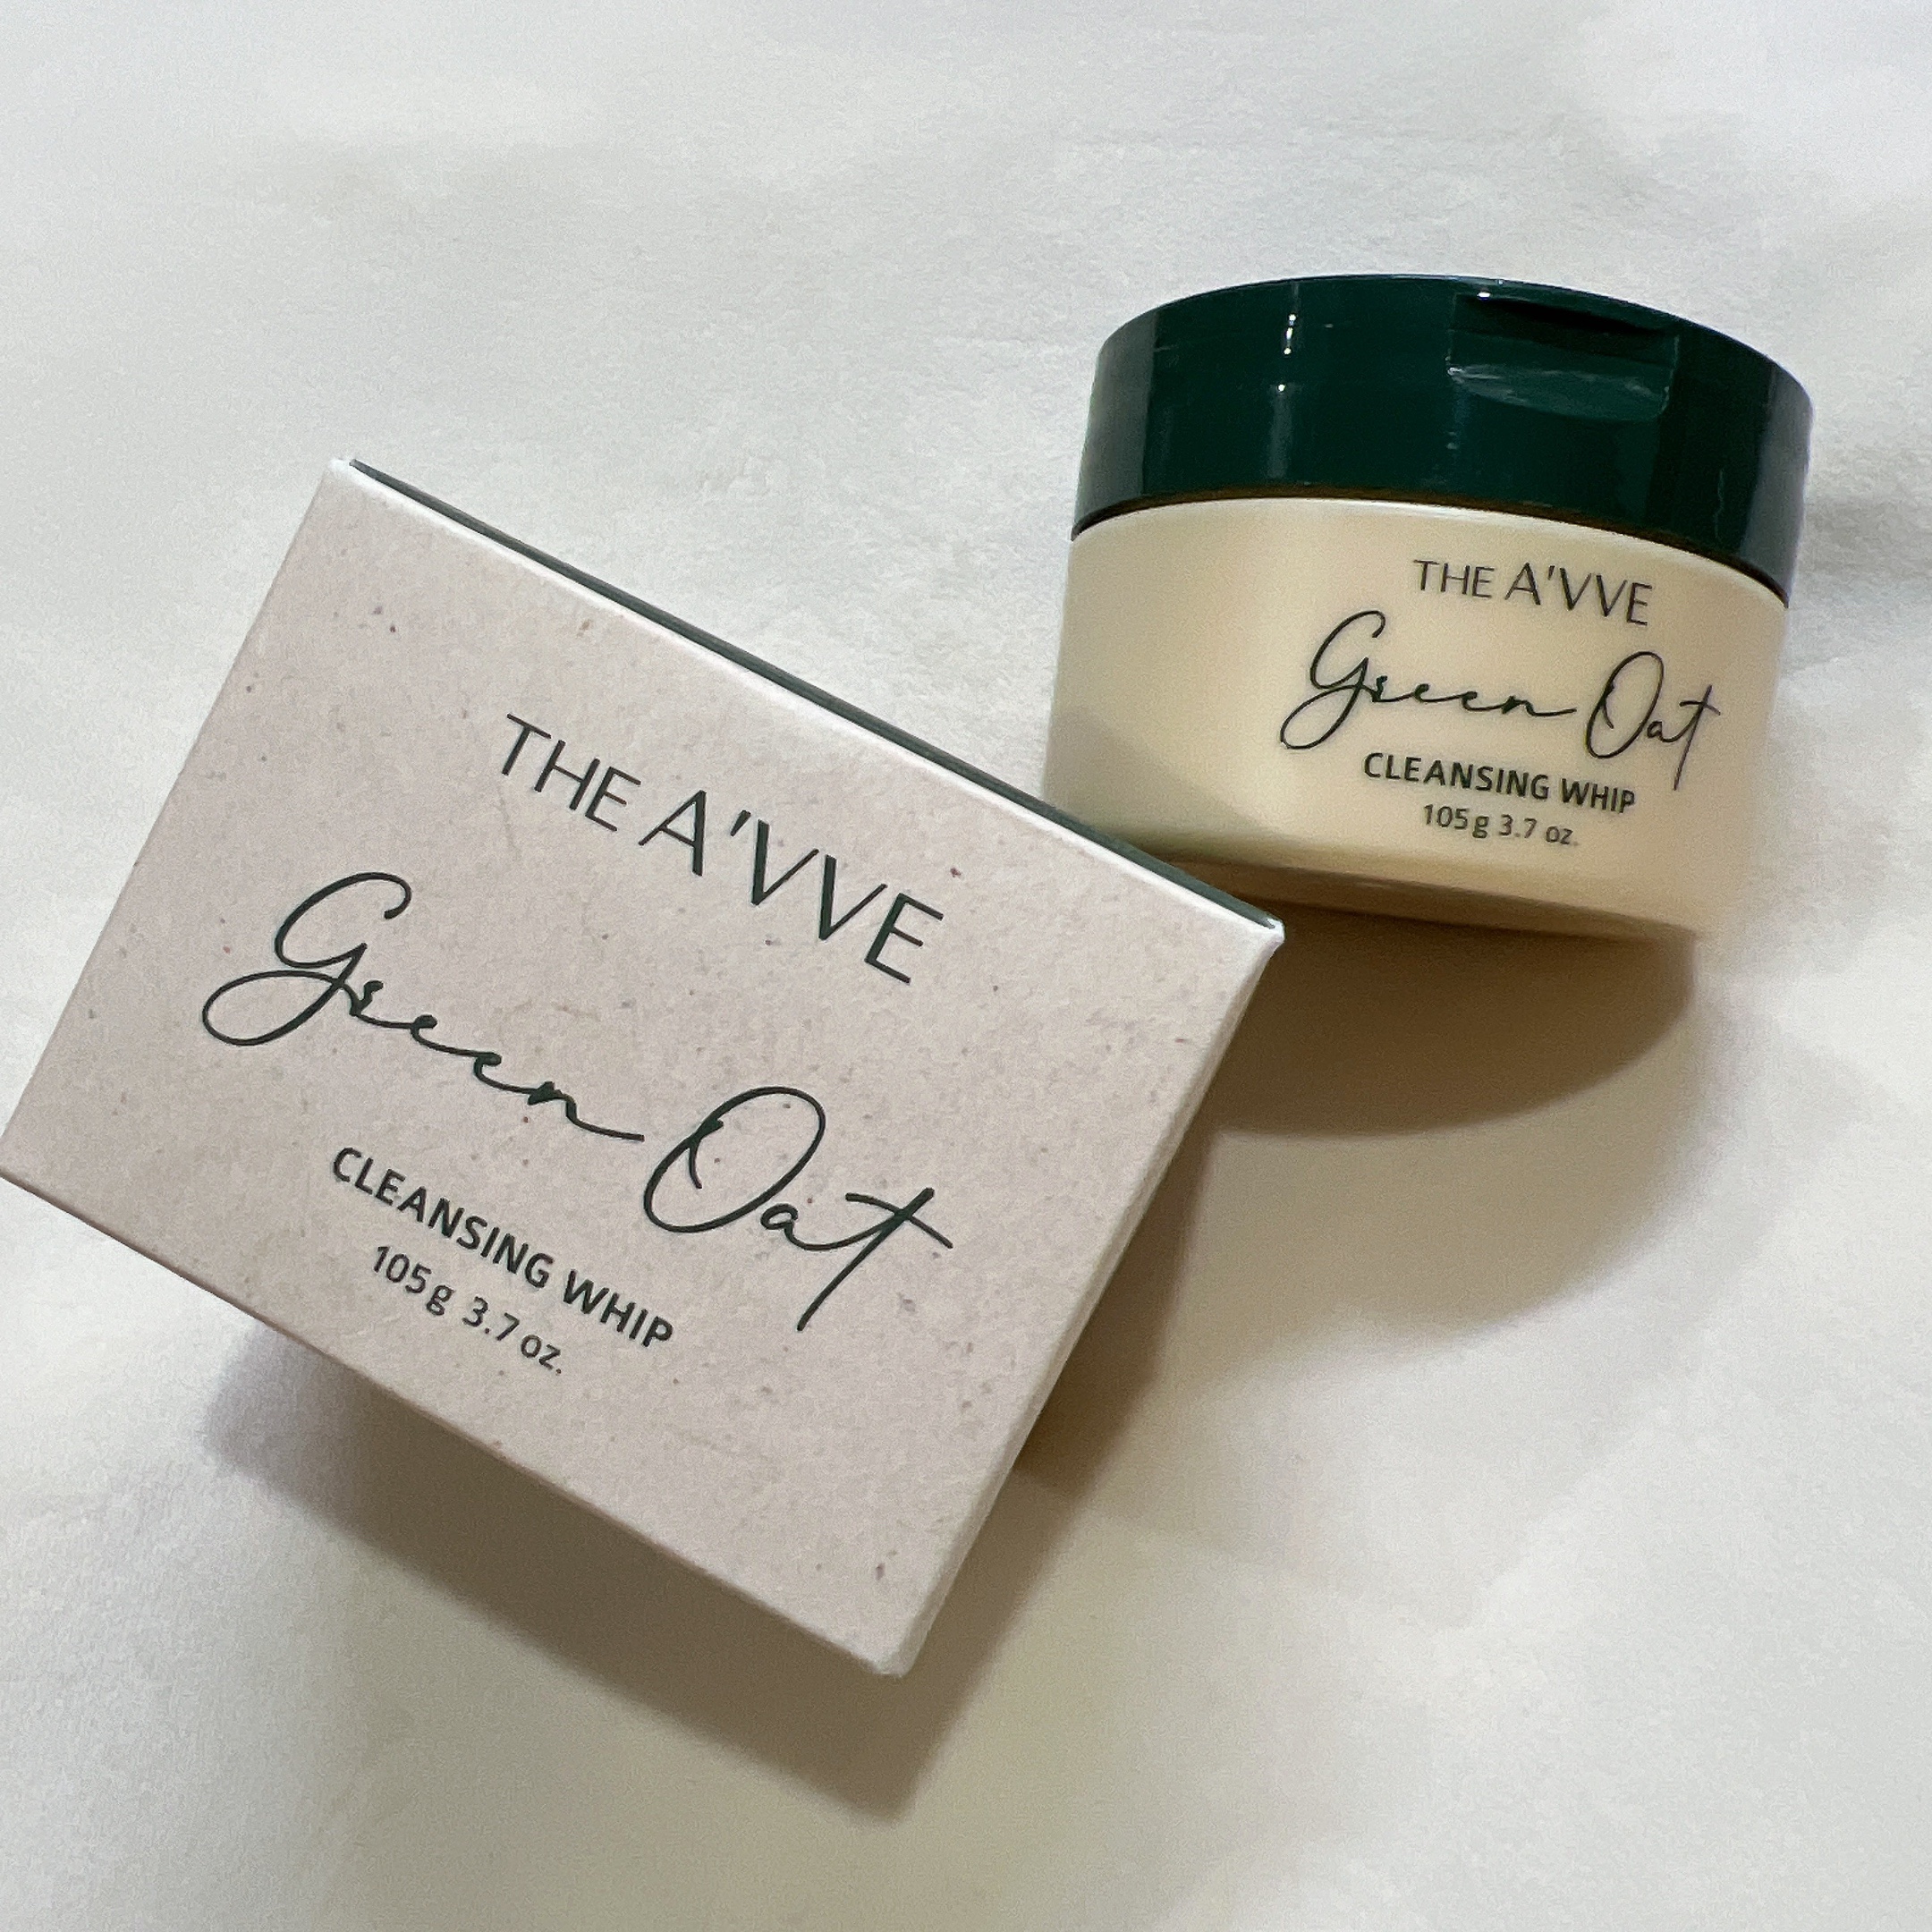 THE A'VVE
Green Oat
CLEANSING WHIP
105g 3.7 oz.
THE A'VVE
Green Oat
CLEANSING WHIP
105g 3.7 oz.